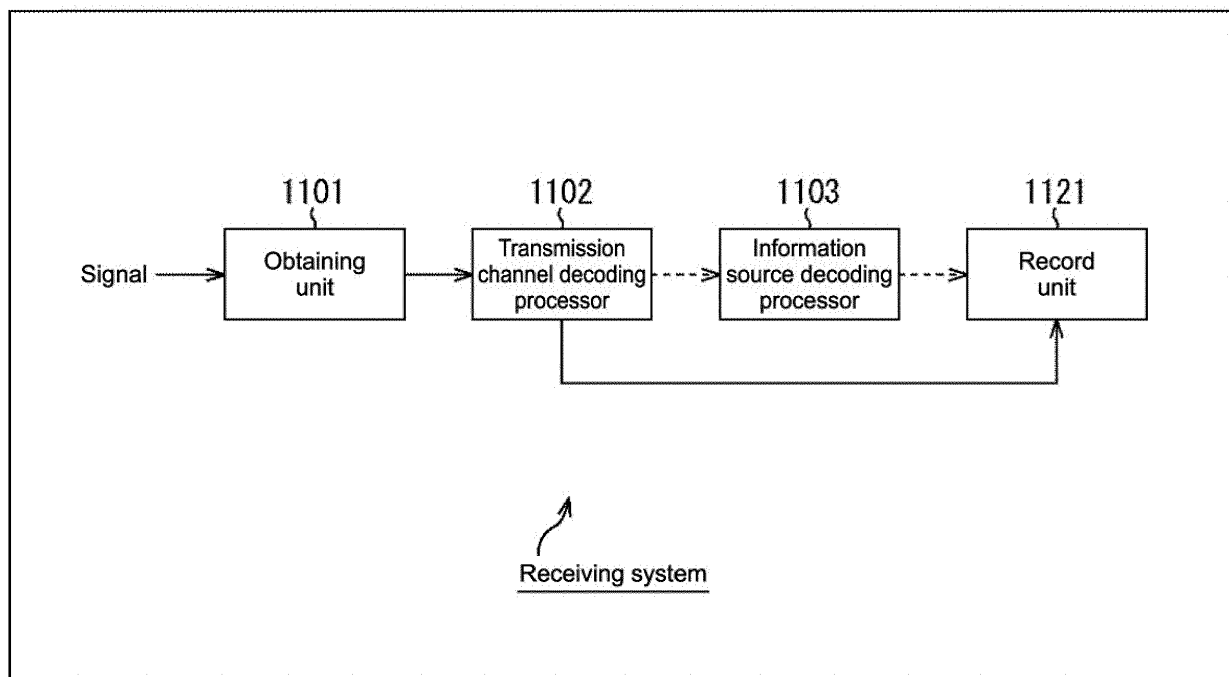 1101
1102
1103
1121
Signal
Obtaining
unit
Transmission
channel decoding
processor
Information
source decoding
processor
Record
unit
Receiving system